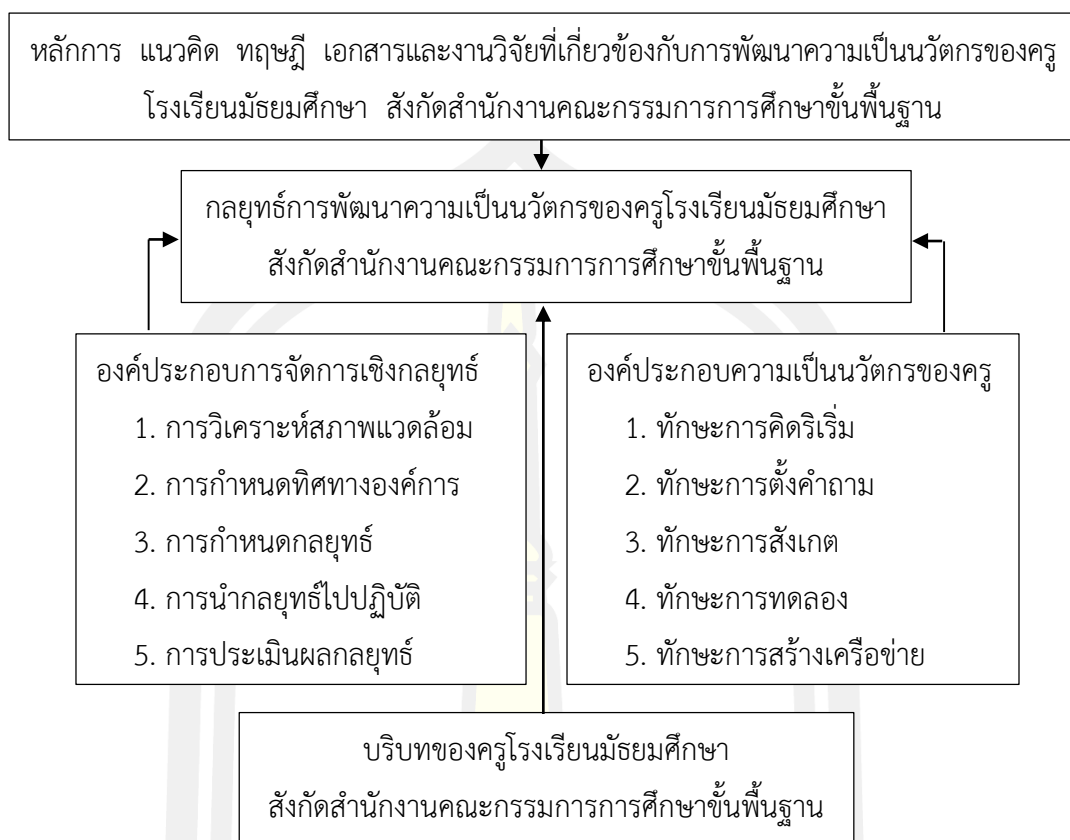 หลักการ แนวคิด ทฤษฎี เอกสารและงานวิจัยที่เกี่ยวข้องกับการพัฒนาความเป็นนวัตกรของครู
โรงเรียนมัธยมศึกษา สังกัดสำนักงานคณะกรรมการการศึกษาขั้นพื้นฐาน
กลยุทธ์การพัฒนาความเป็นนวัตกรของครูโรงเรียนมัธยมศึกษา
สังกัดสำนักงานคณะกรรมการการศึกษาขั้นพื้นฐาน
องค์ประกอบการจัดการเชิงกลยุทธ์
1. การวิเคราะห์สภาพแวดล้อม
2. การกำหนดทิศทางองค์การ
3. การกำหนดกลยุทธ์
4. การนำกลยุทธ์ไปปฏิบัติ
5. การประเมินผลกลยุทธ์
องค์ประกอบความเป็นนวัตกรของครู
1. ทักษะการคิดริเริ่ม
2. ทักษะการตั้งคำถาม
3. ทักษะการสังเกต
4. ทักษะการทดลอง
5. ทักษะการสร้างเครือข่าย
บริบทของครูโรงเรียนมัธยมศึกษา
สังกัดสำนักงานคณะกรรมการการศึกษาขั้นพื้นฐาน